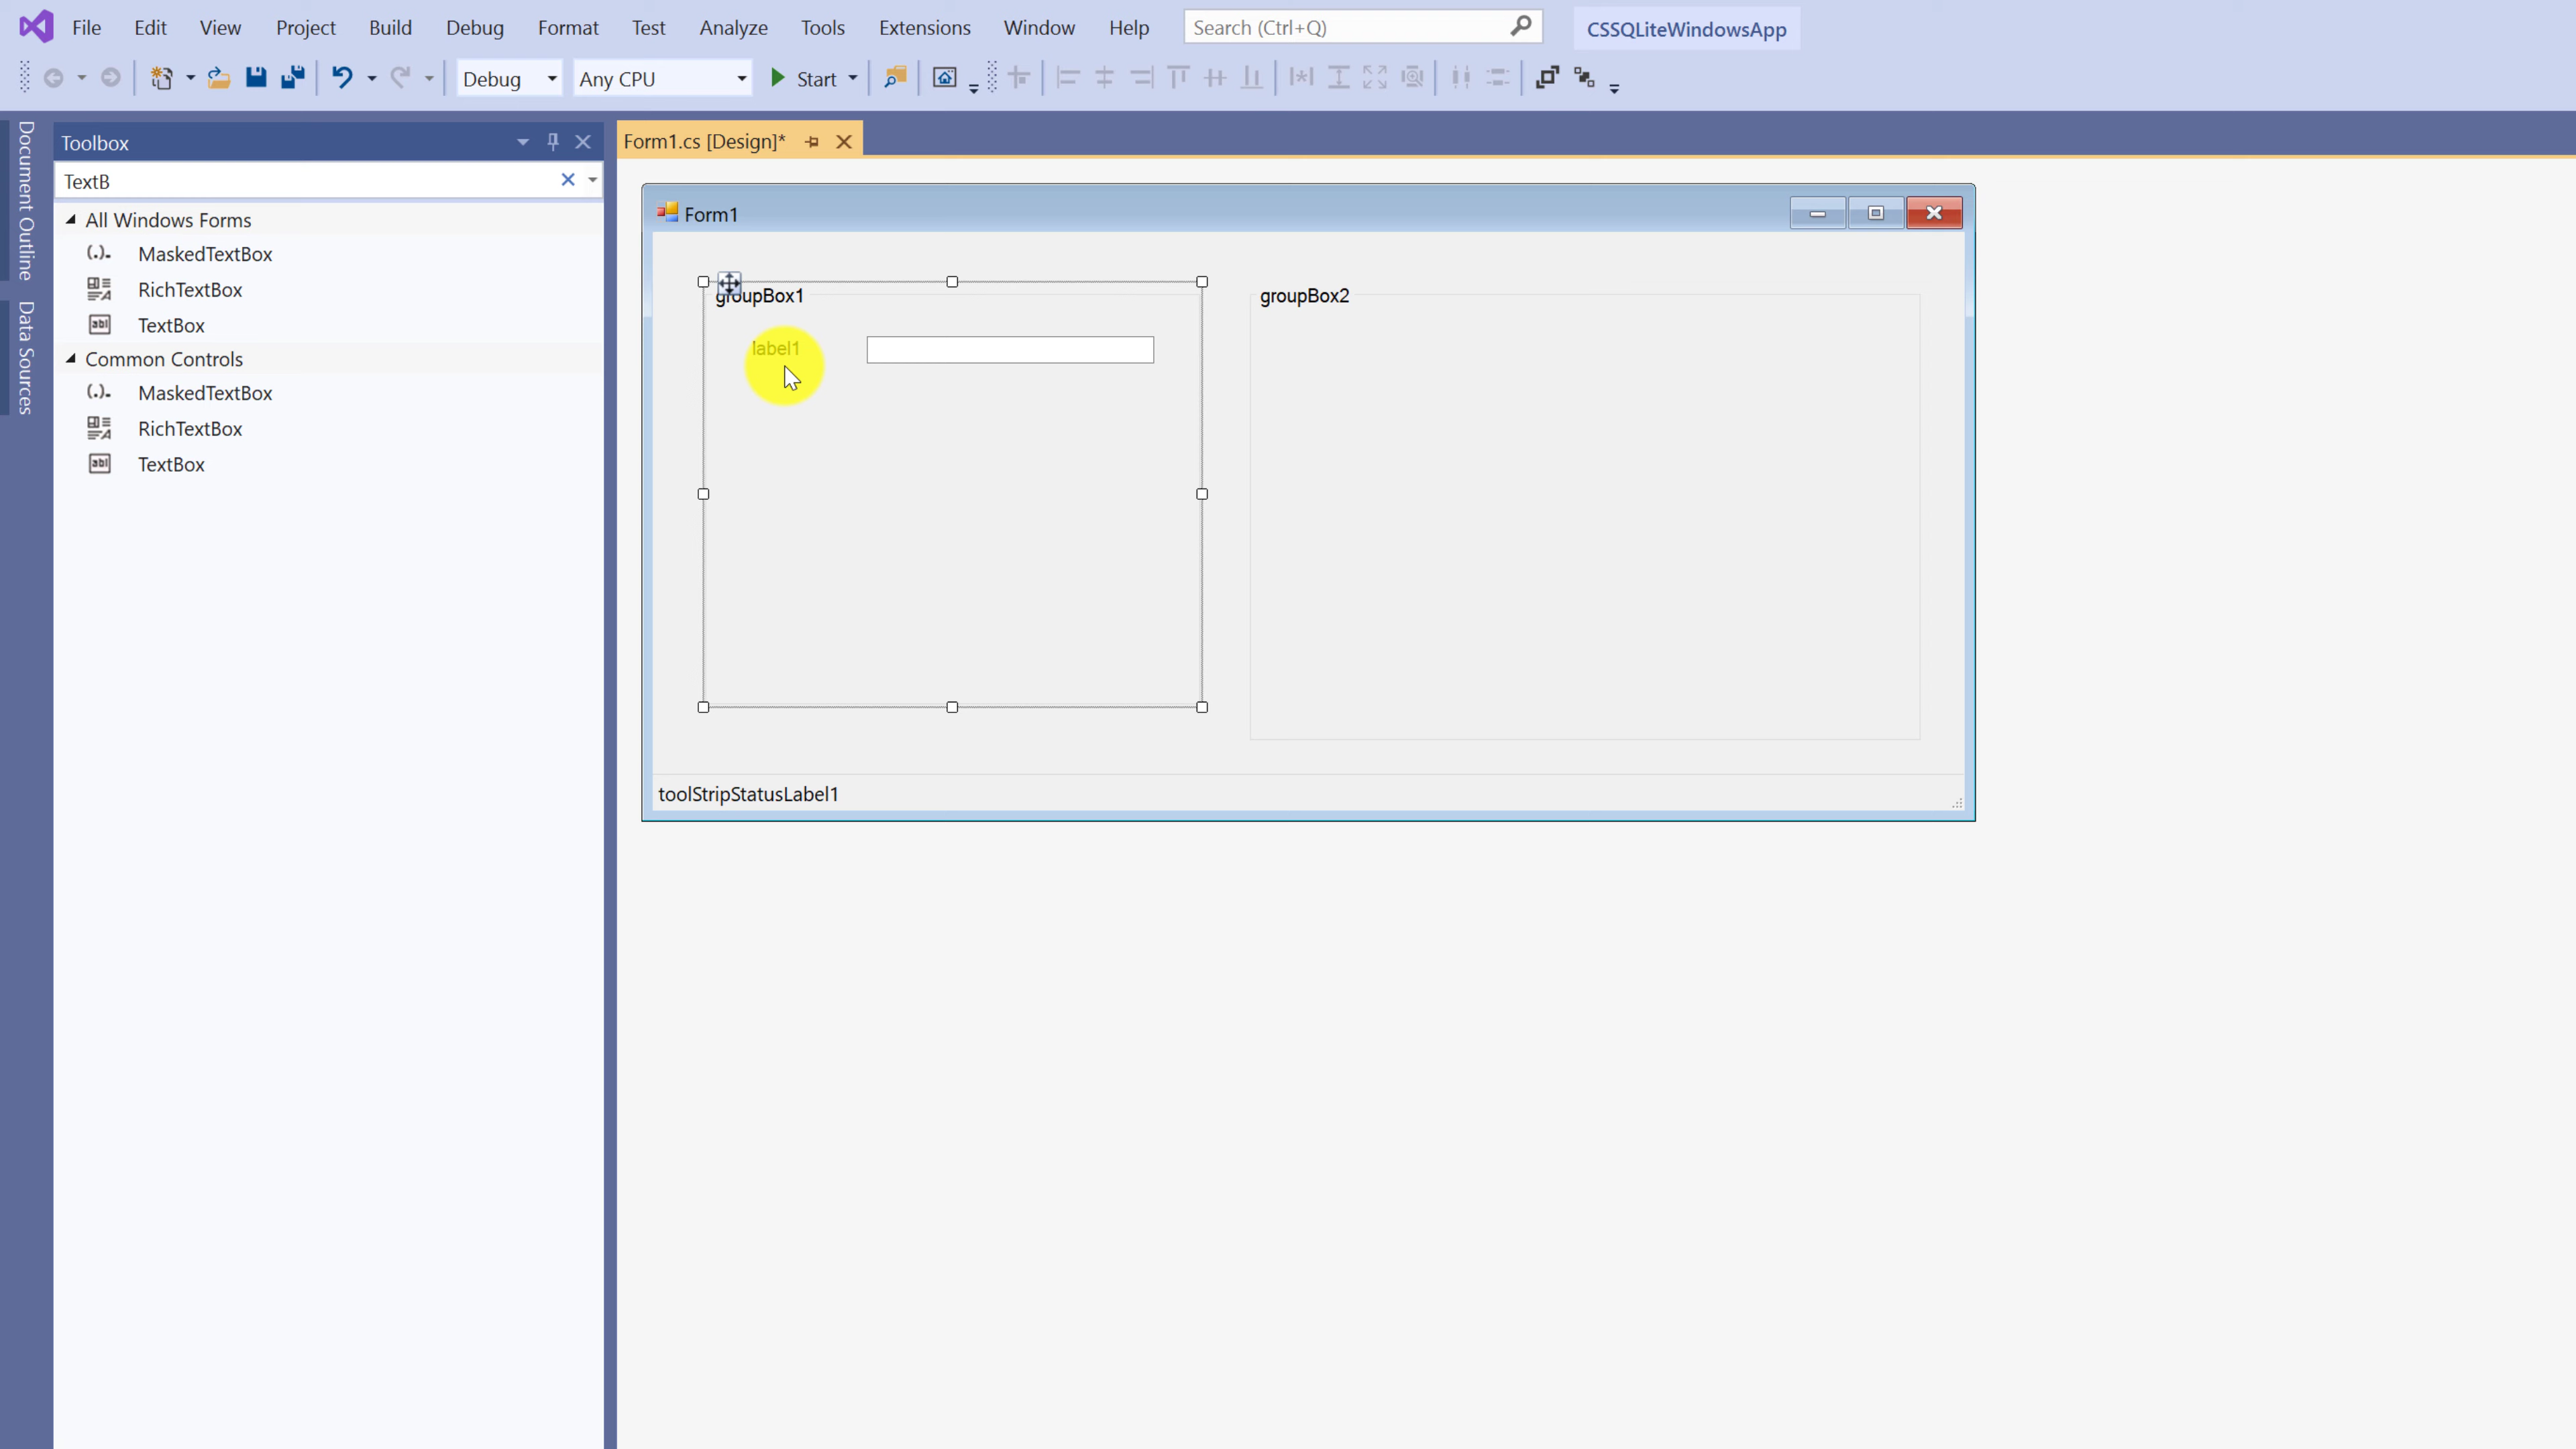 File Edit View Project Build Debug Format Test Analyze Tools Extensions Window Help Search (Ctrl+Q) CSSQLiteWindowsApp
Debug Any CPU Start
Document Outline
Data Sources
Toolbox
TextB
All Windows Forms
MaskedTextBox
RichTextBox
TextBox
Common Controls
MaskedTextBox
RichTextBox
TextBox
Form1.cs [Design]*
Form1
groupBox1
label1
groupBox2
toolStripStatusLabel1